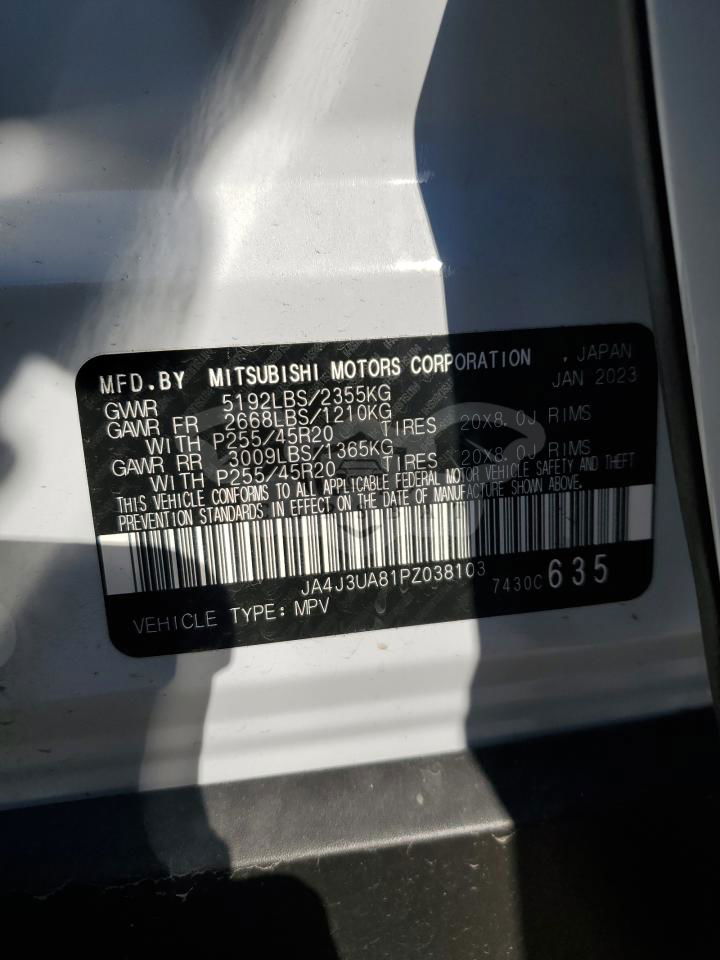 MFD.BY MITSUBISHI MOTORS CORPORATION , JAPAN
JAN 2023
GVWR 5192LBS/2355KG
GAWR FR 2668LBS/1210KG
WITH P255/45R20 TIRES 20X8.0J RIMS
GAWR RR 3009LBS/1365KG
WITH P255/45R20 TIRES 20X8.0J RIMS
THIS VEHICLE CONFORMS TO ALL APPLICABLE FEDERAL MOTOR VEHICLE SAFETY AND THEFT
PREVENTION STANDARDS IN EFFECT ON THE DATE OF MANUFACTURE SHOWN ABOVE.
JA4J3UA81PZ038103
7430C 635
VEHICLE TYPE: MPV